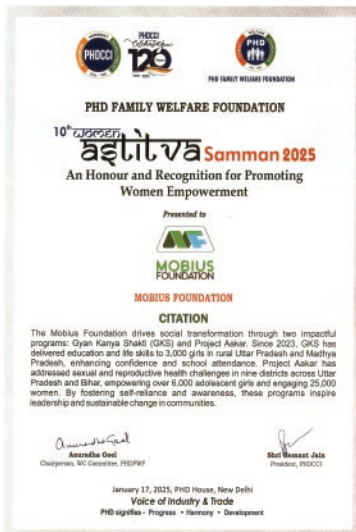 PHDCCI
PHDCCI
Celebrating
120
PHD
PHD FAMILY WELFARE FOUNDATION
PHD FAMILY WELFARE FOUNDATION
10th women
astitva Samman 2025
An Honour and Recognition for Promoting
Women Empowerment
Presented to
MOBIUS
FOUNDATION
MOBIUS FOUNDATION
CITATION
The Mobius Foundation drives social transformation through two impactful
programs: Gyan Kanya Shakti (GKS) and Project Aakar. Since 2023, GKS has
delivered education and life skills to 3,000 girls in rural Uttar Pradesh and Madhya
Pradesh, enhancing confidence and school attendance. Project Aakar has
addressed sexual and reproductive health challenges in nine districts across Uttar
Pradesh and Bihar, empowering over 6,000 adolescent girls and engaging 25,000
women. By fostering self-reliance and awareness, these programs inspire
leadership and sustainable change in communities.
Anuradha Goel
Anuradha Goel
Chairperson, WC Committee, PHDFWF
Shri Hemant Jain
President, PHDCCI
January 17, 2025, PHD House, New Delhi
Voice of Industry & Trade
PHD signifies - Progress • Harmony • Development